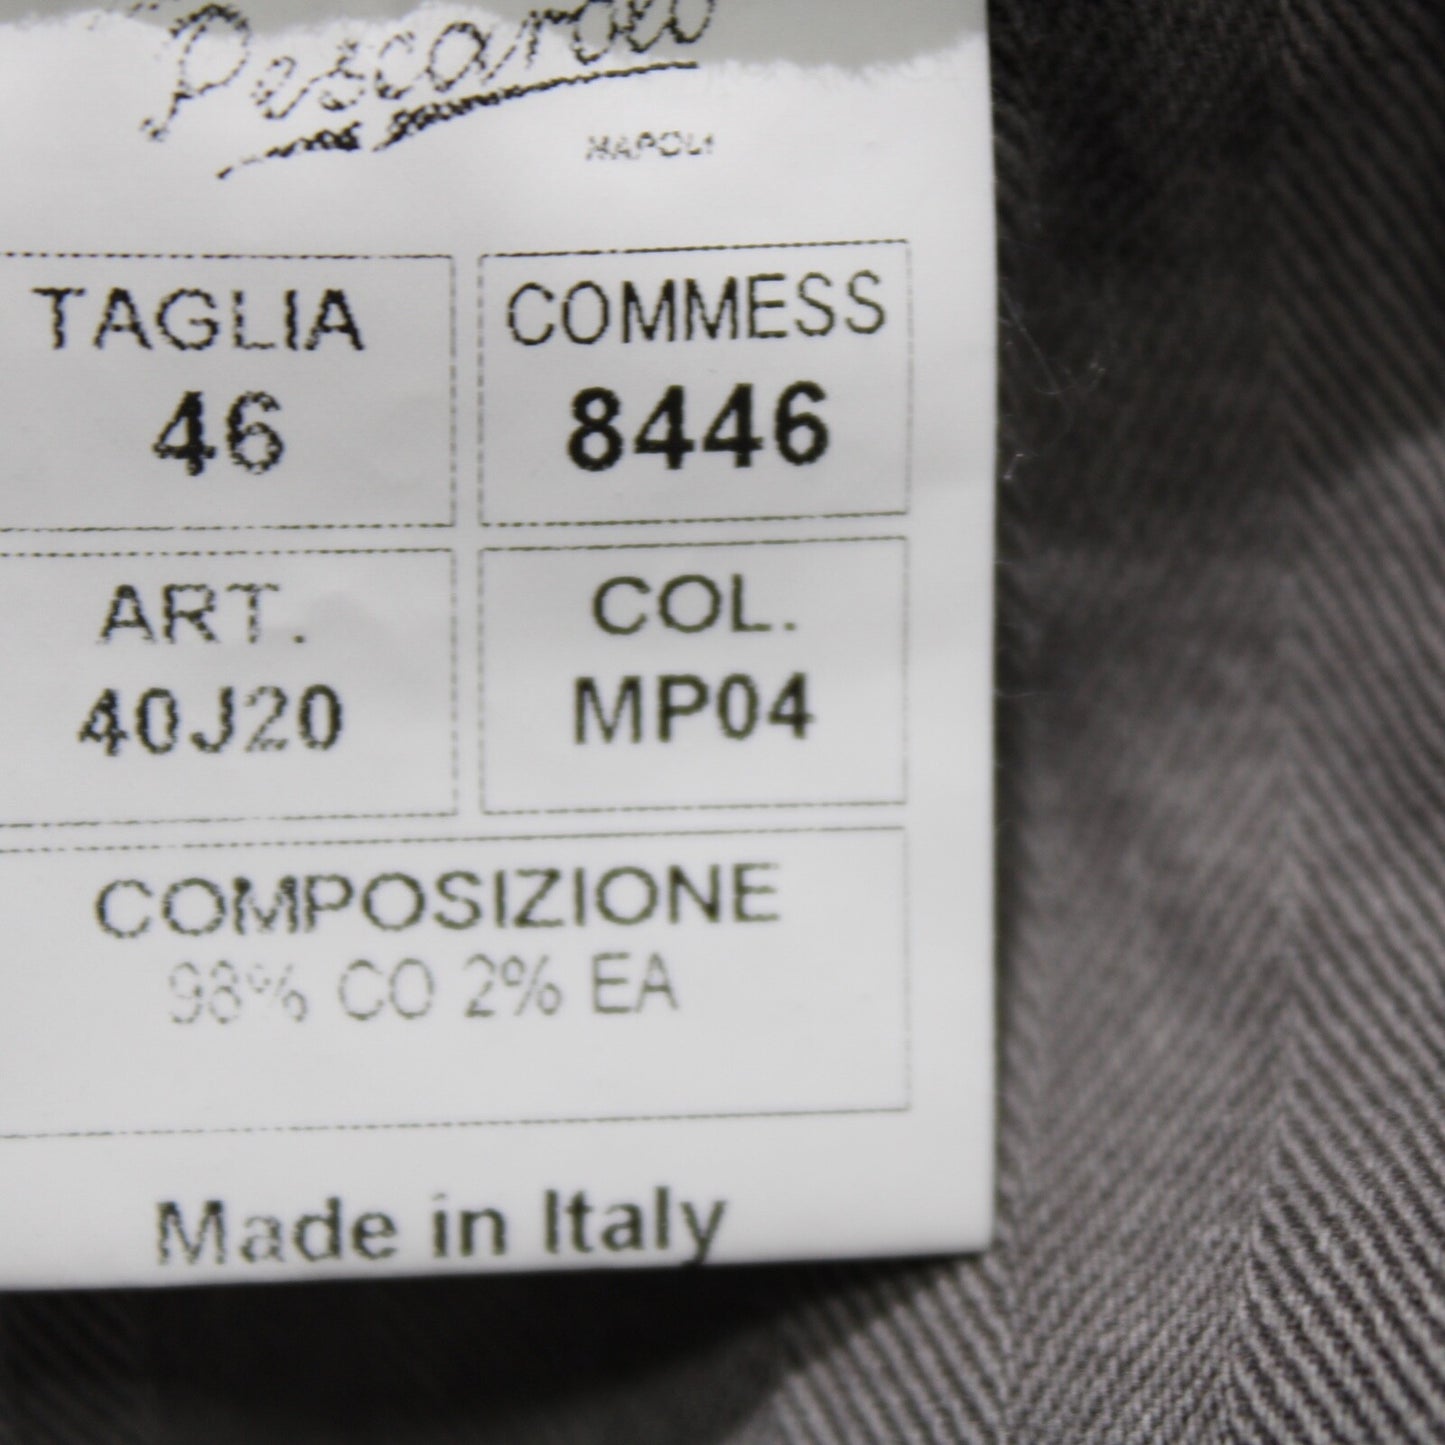 Pescarolo
NAPOLI
TAGLIA
46
COMMESS
8446
ART.
40J20
COL.
MP04
COMPOSIZIONE
98% CO 2% EA
Made in Italy